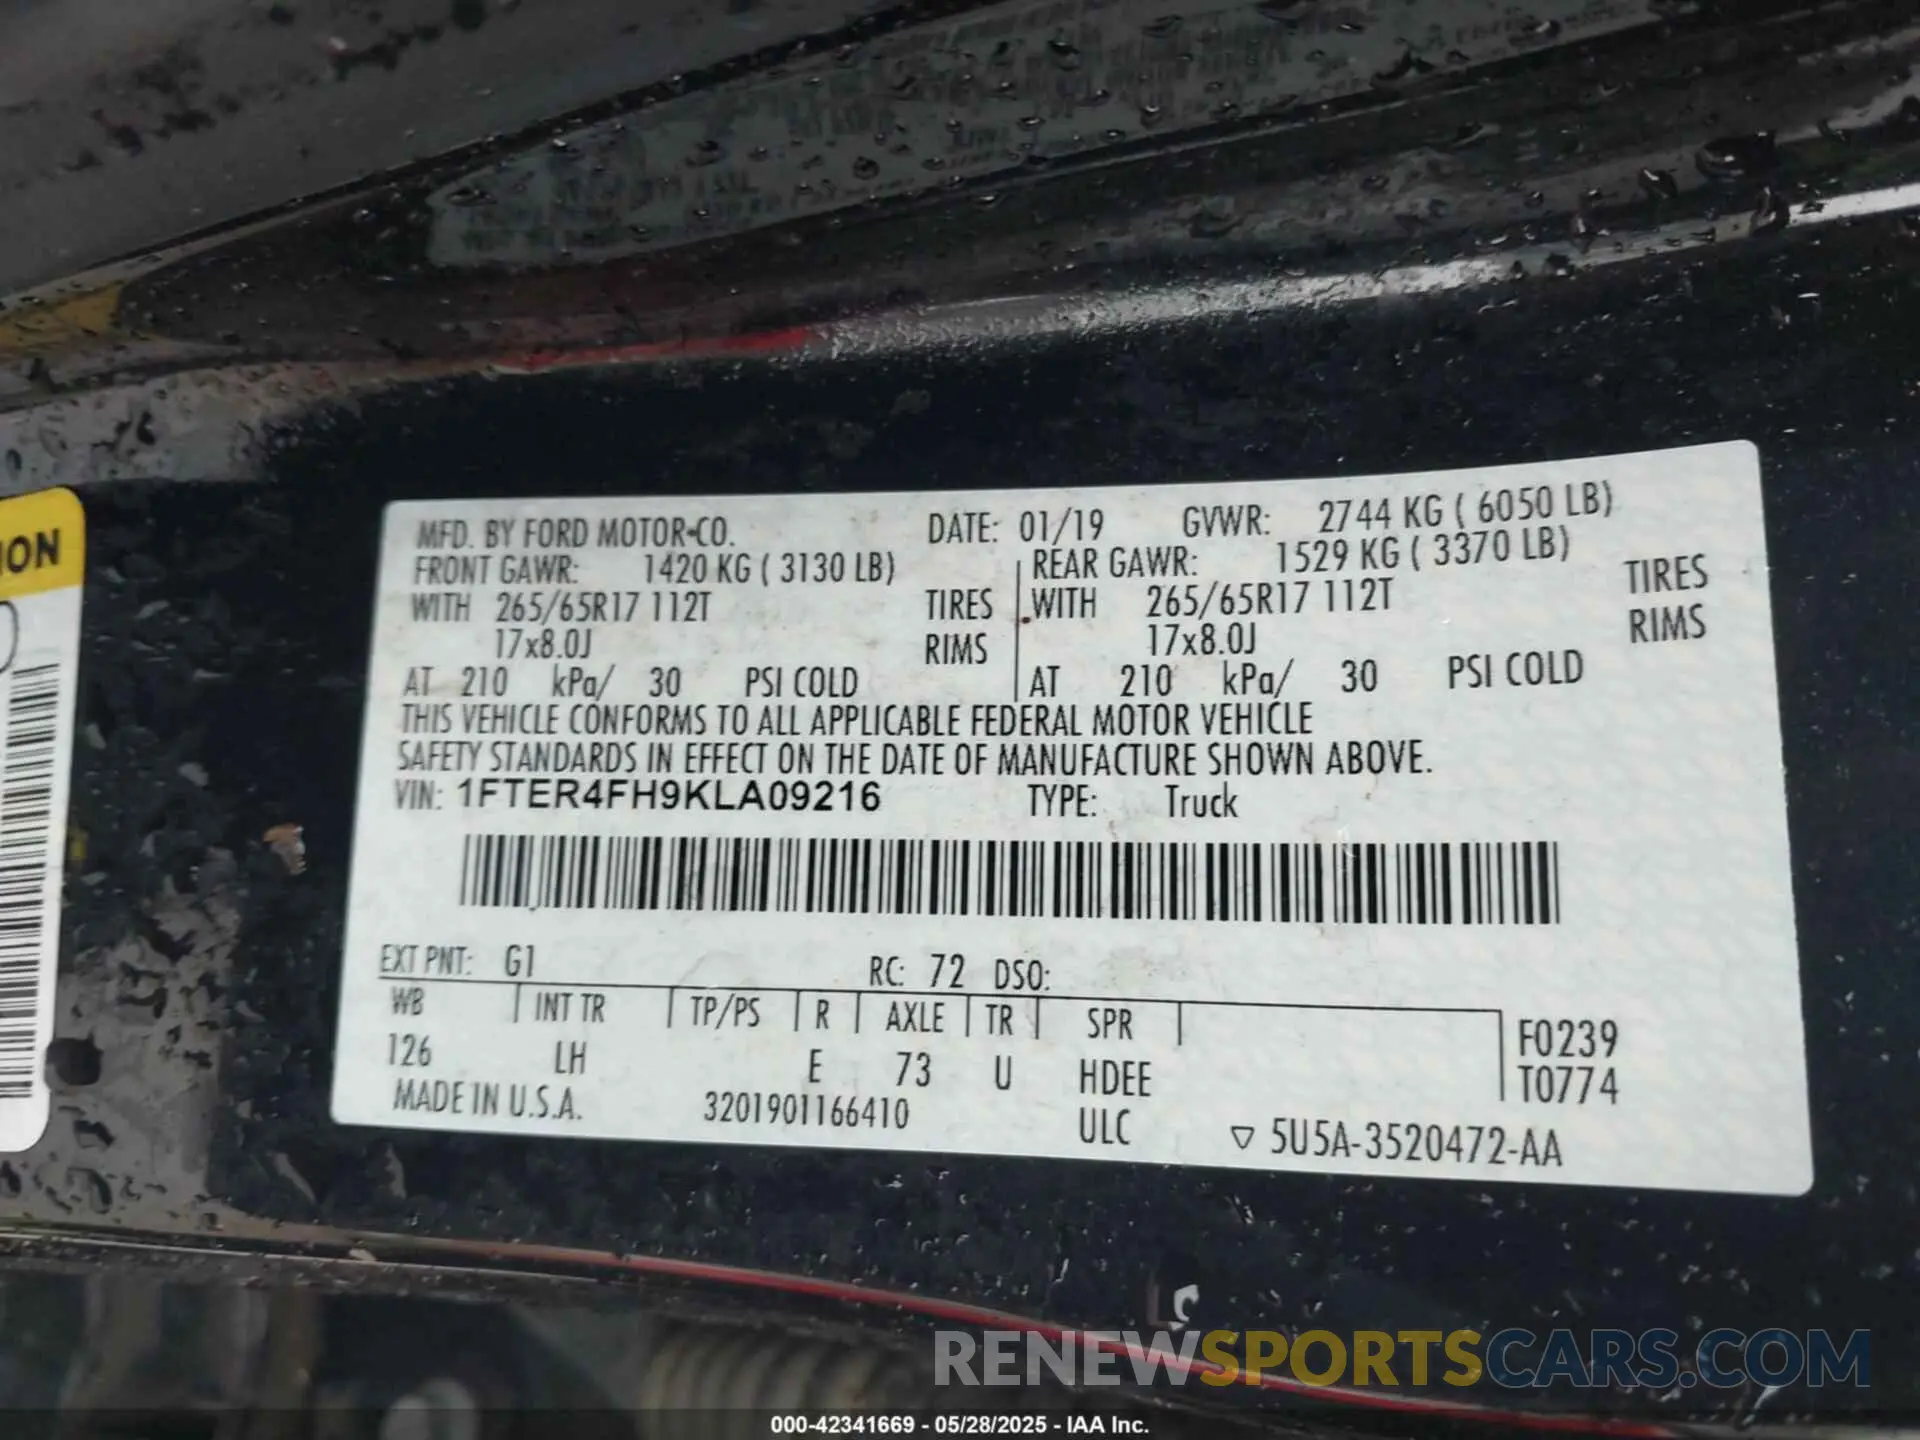 ION
MFD. BY FORD MOTOR CO. DATE: 01/19 GVWR: 2744 KG ( 6050 LB)
FRONT GAWR: 1420 KG ( 3130 LB) REAR GAWR: 1529 KG ( 3370 LB)
WITH 265/65R17 112T TIRES WITH 265/65R17 112T TIRES
17x8.0J RIMS 17x8.0J RIMS
AT 210 kPa/ 30 PSI COLD AT 210 kPa/ 30 PSI COLD
THIS VEHICLE CONFORMS TO ALL APPLICABLE FEDERAL MOTOR VEHICLE
SAFETY STANDARDS IN EFFECT ON THE DATE OF MANUFACTURE SHOWN ABOVE.
VIN: 1FTER4FH9KLA09216 TYPE: Truck
EXT PNT: G1 RC: 72 DSO:
WB INT TR TP/PS R AXLE TR SPR F0239
126 LH E 73 U HDEE T0774
MADE IN U.S.A. 3201901166410 ULC ▽ 5U5A-3520472-AA
RENEWSPORTSCARS.COM
000-42341669 - 05/28/2025 - IAA Inc.